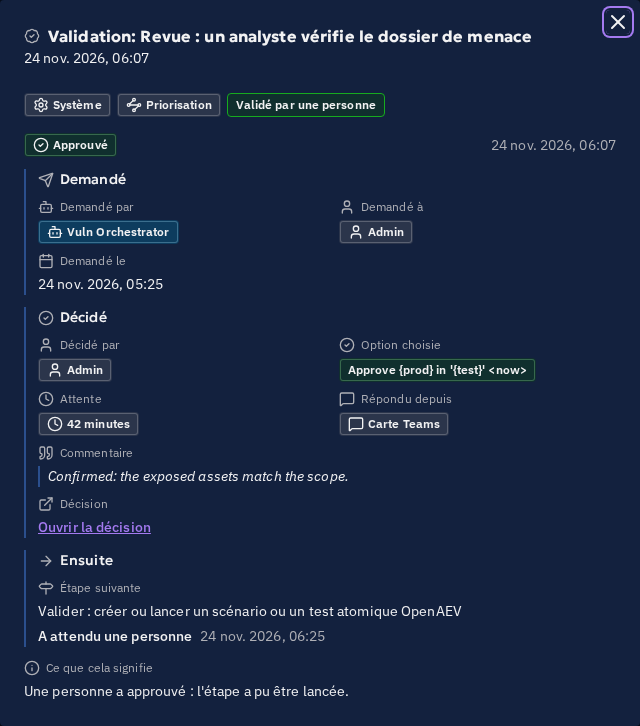 Validation: Revue : un analyste vérifie le dossier de menace
24 nov. 2026, 06:07
Système Priorisation Validé par une personne
Approuvé 24 nov. 2026, 06:07
Demandé
Demandé par Demandé à
Vuln Orchestrator Admin
Demandé le
24 nov. 2026, 05:25
Décidé
Décidé par Option choisie
Admin Approve {prod} in '{test}' <now>
Attente Répondu depuis
42 minutes Carte Teams
Commentaire
Confirmed: the exposed assets match the scope.
Décision
Ouvrir la décision
Ensuite
Étape suivante
Valider : créer ou lancer un scénario ou un test atomique OpenAEV
A attendu une personne 24 nov. 2026, 06:25
Ce que cela signifie
Une personne a approuvé : l'étape a pu être lancée.